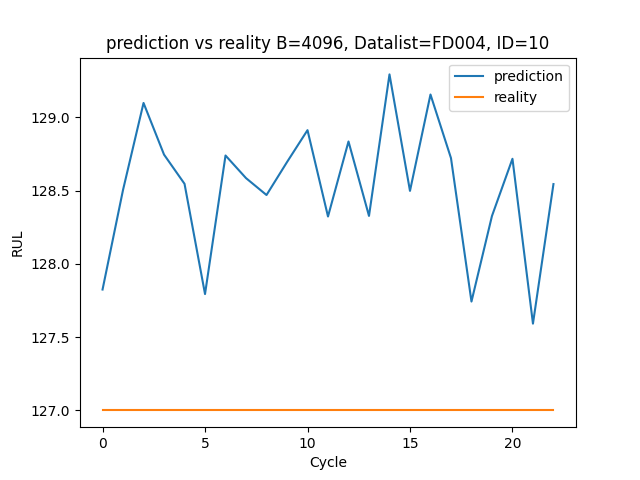 prediction vs reality B=4096, Datalist=FD004, ID=10
prediction
reality
129.0
128.5
128.0
127.5
127.0
RUL
0 5 10 15 20
Cycle